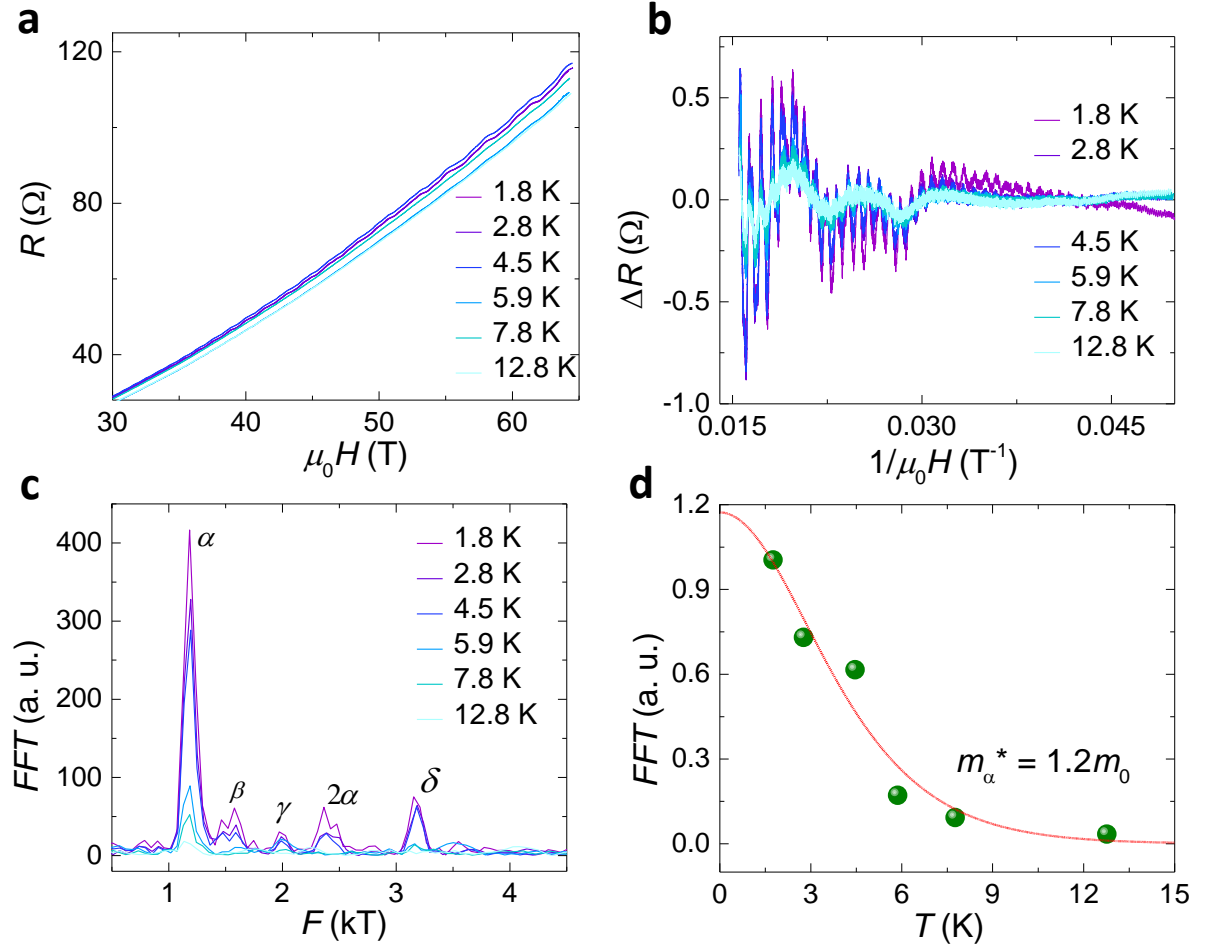 a
120
80
40
R (Ω)
1.8 K
2.8 K
4.5 K
5.9 K
7.8 K
12.8 K
30 40 50 60
μ₀H (T)
b
0.5
0.0
-0.5
-1.0
ΔR (Ω)
1.8 K
2.8 K
4.5 K
5.9 K
7.8 K
12.8 K
0.015 0.030 0.045
1/μ₀H (T⁻¹)
c
400
300
200
100
0
FFT (a. u.)
α
β
γ
2α
δ
1.8 K
2.8 K
4.5 K
5.9 K
7.8 K
12.8 K
1 2 3 4
F (kT)
d
1.2
0.9
0.6
0.3
0.0
FFT (a. u.)
mα* = 1.2m₀
0 3 6 9 12 15
T (K)